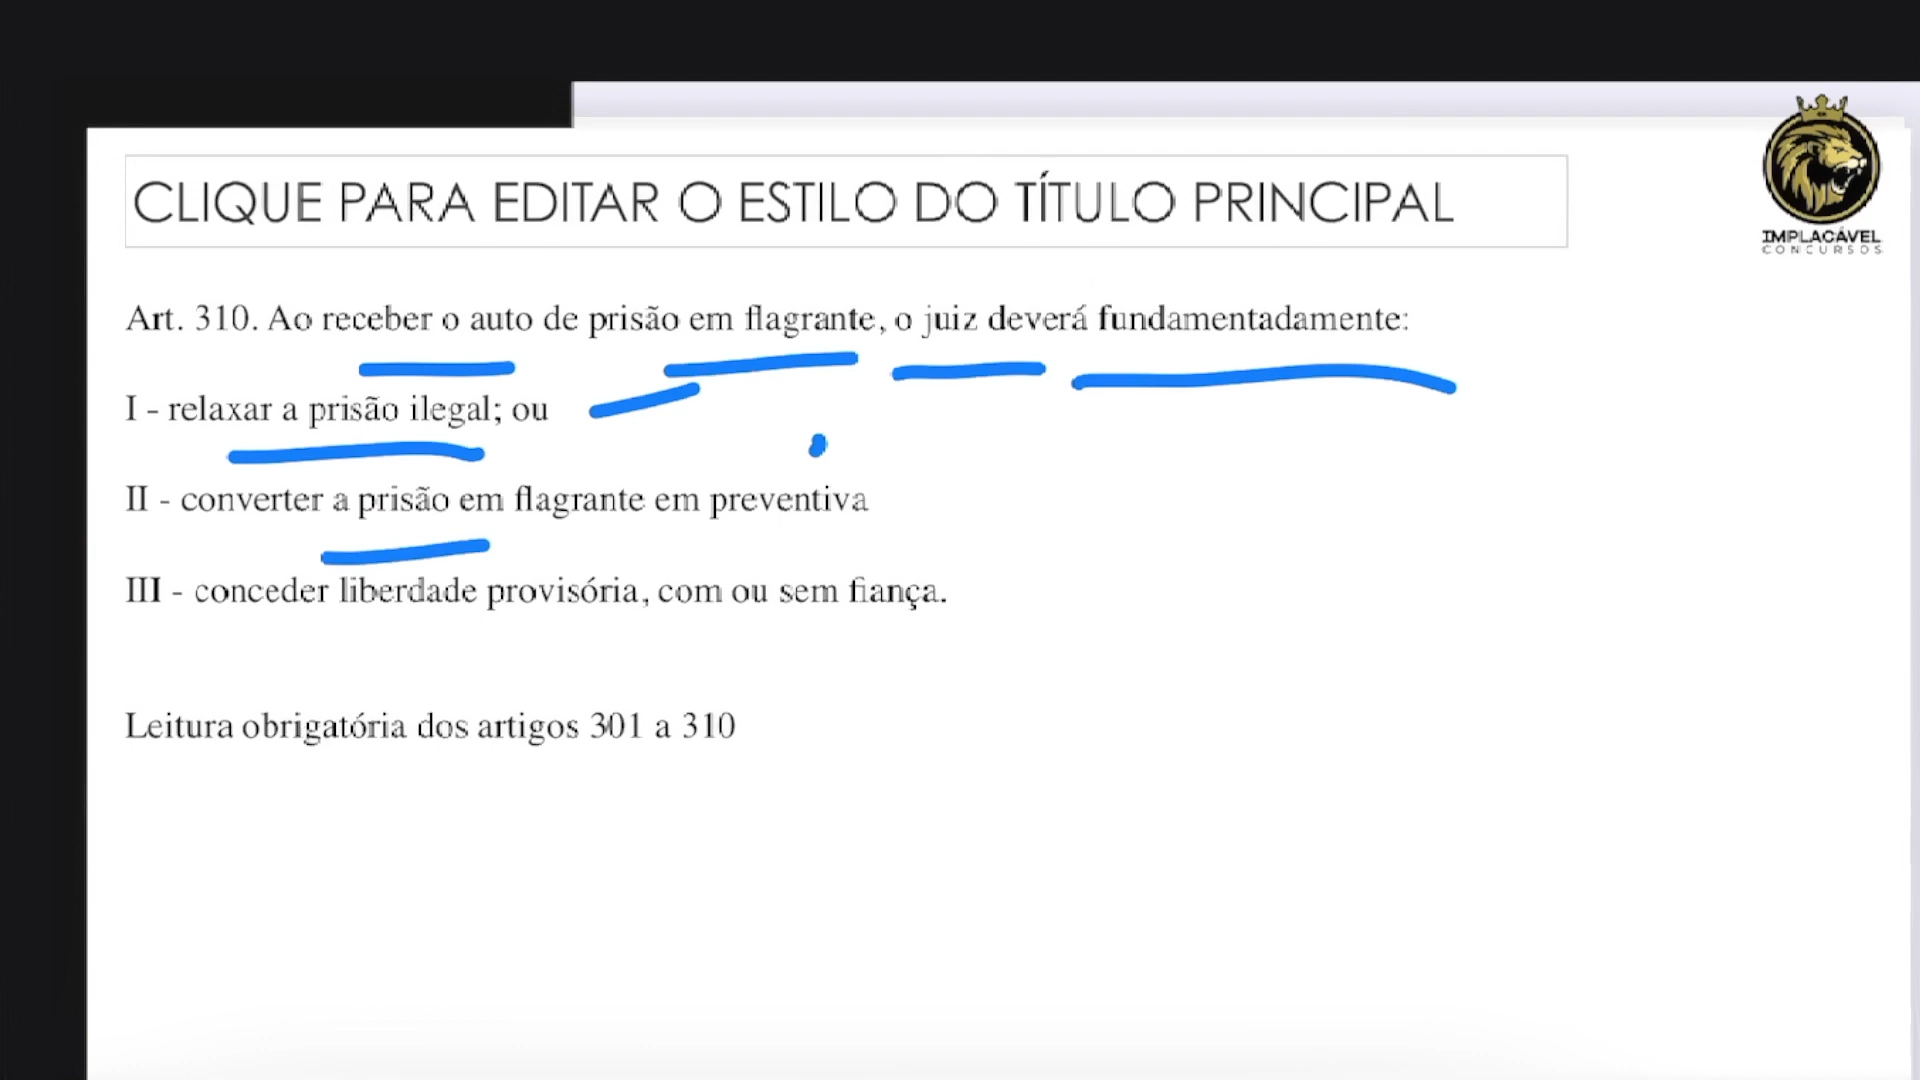 CLIQUE PARA EDITAR O ESTILO DO TÍTULO PRINCIPAL
IMPLACÁVEL
CONCURSOS
Art. 310. Ao receber o auto de prisão em flagrante, o juiz deverá fundamentadamente:
I - relaxar a prisão ilegal; ou
II - converter a prisão em flagrante em preventiva
III - conceder liberdade provisória, com ou sem fiança.
Leitura obrigatória dos artigos 301 a 310